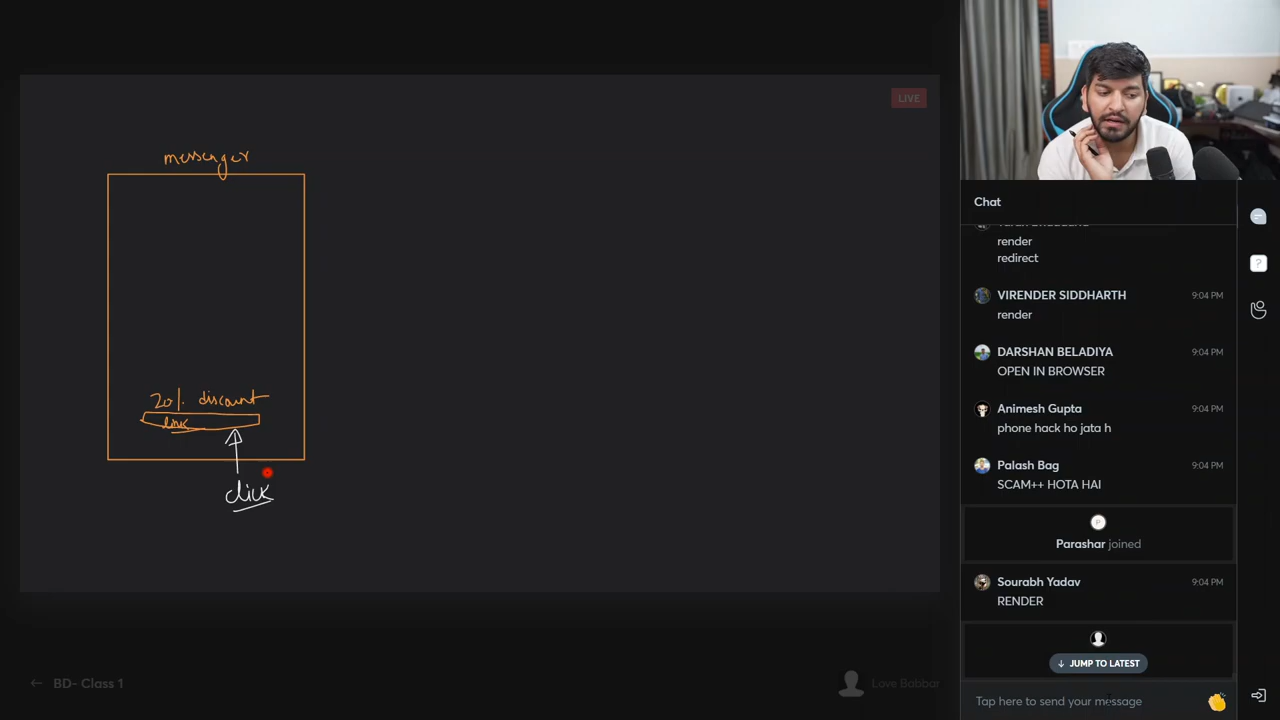 LIVE
messenger
20% discount
link
click
BD- Class 1
Love Babbar
Chat
render
redirect
VIRENDER SIDDHARTH 9:04 PM
render
DARSHAN BELADIYA 9:04 PM
OPEN IN BROWSER
Animesh Gupta 9:04 PM
phone hack ho jata h
Palash Bag 9:04 PM
SCAM++ HOTA HAI
P
Parashar joined
Sourabh Yadav 9:04 PM
RENDER
↓ JUMP TO LATEST
Tap here to send your message
?